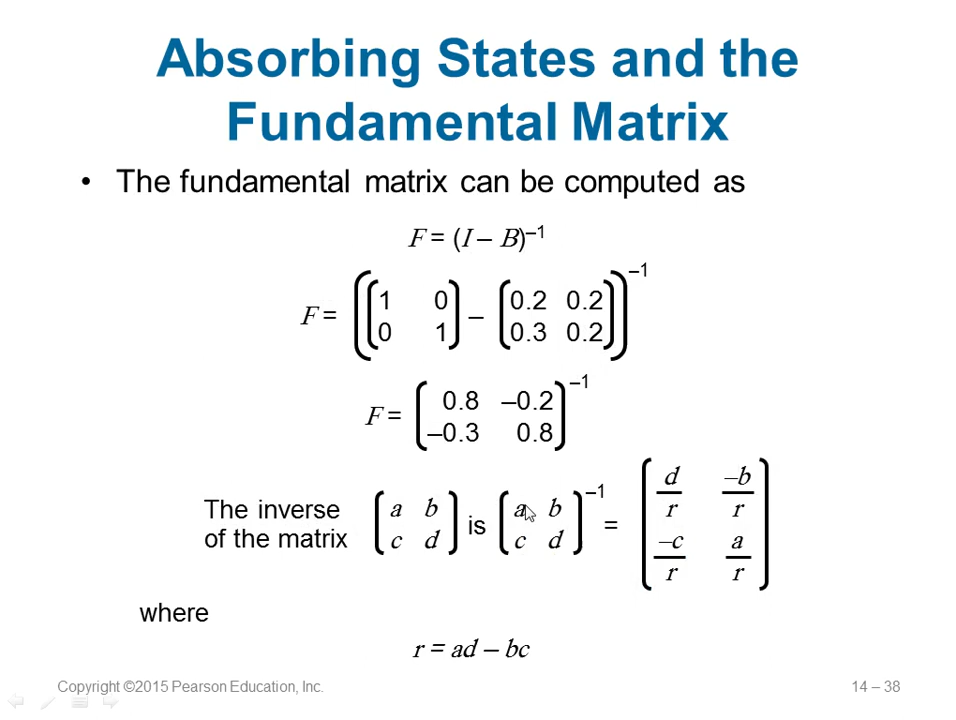 Absorbing States and the
Fundamental Matrix
• The fundamental matrix can be computed as
F = (I – B)–1
F = 1 0 – 0.2 0.2 –1
0 1 0.3 0.2
F = 0.8 –0.2 –1
–0.3 0.8
The inverse a b is a b –1 = d/r –b/r
of the matrix c d c d –c/r a/r
where
r = ad – bc
Copyright ©2015 Pearson Education, Inc. 14 – 38